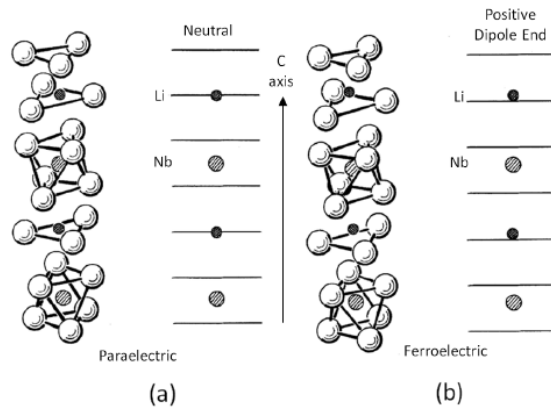 Neutral
Positive
Dipole End
C
axis
Li
Li
Nb
Nb
Paraelectric
Ferroelectric
(a)
(b)